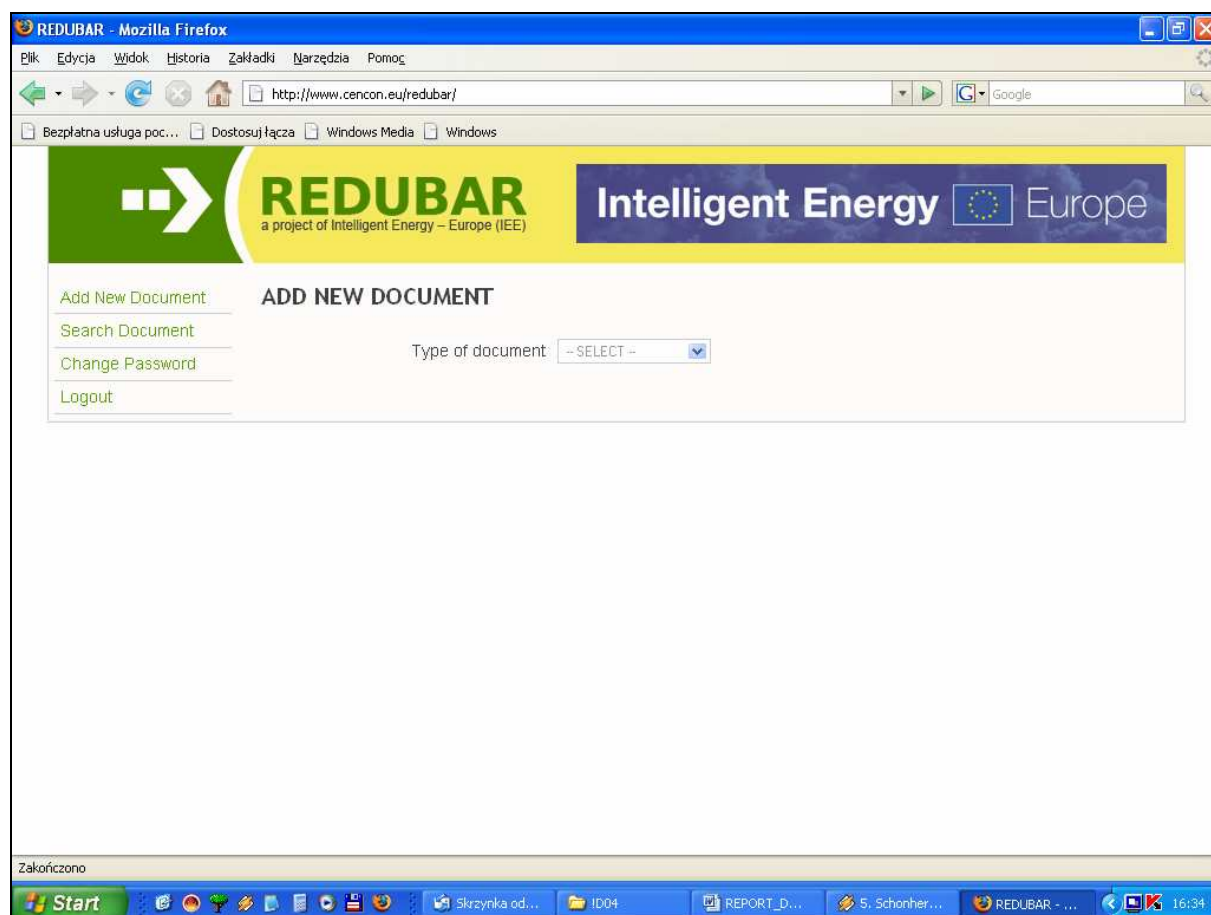 REDUBAR - Mozilla Firefox
Plik Edycja Widok Historia Zakładki Narzędzia Pomoc
http://www.cencon.eu/redubar/
G Google
Bezpłatna usługa poc... Dostosuj łącza Windows Media Windows
REDUBAR
a project of Intelligent Energy – Europe (IEE)
Intelligent Energy Europe
Add New Document
Search Document
Change Password
Logout
ADD NEW DOCUMENT
Type of document -- SELECT --
Zakończono
Start Skrzynka od... ID04 REPORT_D... 5. Schonher... REDUBAR - ... 16:34